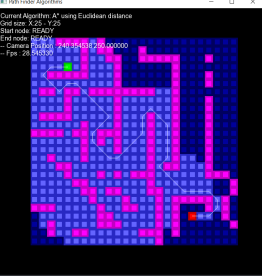 Path Finder Algorithms
Current Algorithm: A* using Euclidean distance
Grid size: X:25 - Y:25
Start node: READY
End node: READY
-- Camera Position : 240.354538 250.000000
-- Fps : 28.545330